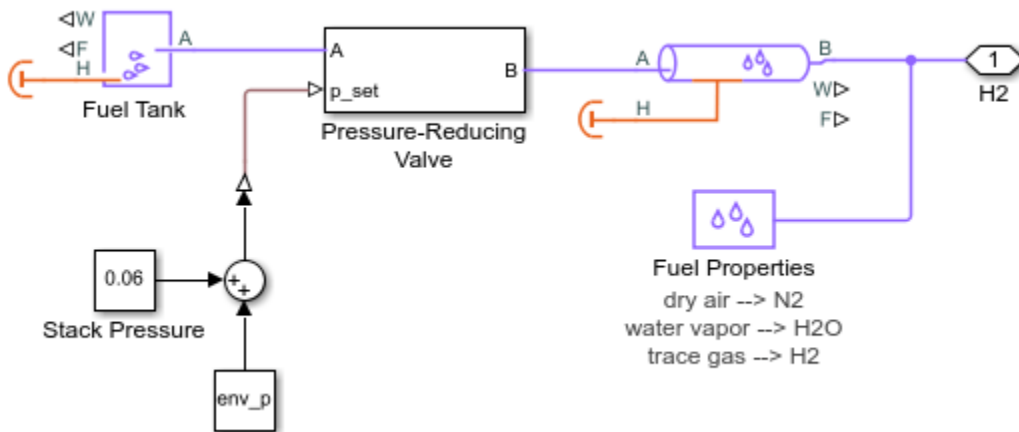 W
F
A
H
Fuel Tank
A
p_set
B
Pressure-Reducing
Valve
A
B
H
W
F
1
H2
0.06
Stack Pressure
env_p
Fuel Properties
dry air --> N2
water vapor --> H2O
trace gas --> H2